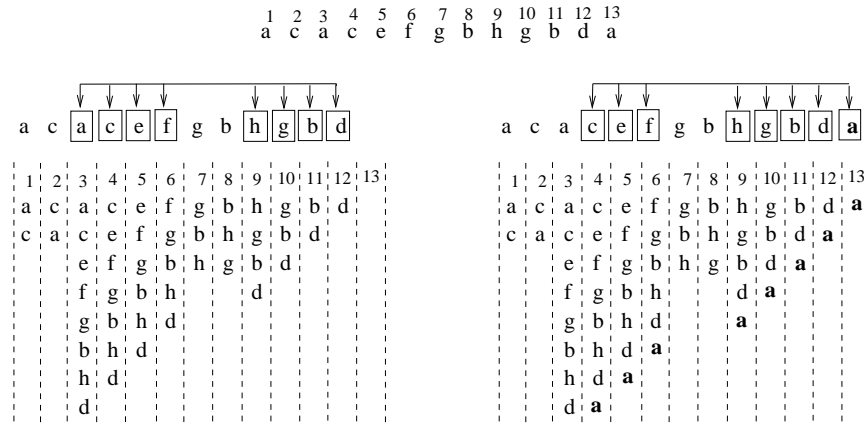 1 2 3 4 5 6 7 8 9 10 11 12 13
a c a c e f g b h g b d a
a c a c e f g b h g b d
1 2 3 4 5 6 7 8 9 10 11 12 13
a c a c e f g b h g b d
c a c e f g b h g b d
e f g b h g b d
f g b h d
g b h d
b h d
h d
d
a c a c e f g b h g b d a
1 2 3 4 5 6 7 8 9 10 11 12 13
a c a c e f g b h g b d a
c a c e f g b h g b d a
e f g b h g b d a
f g b h d a
g b h d a
b h d a
h d a
d a